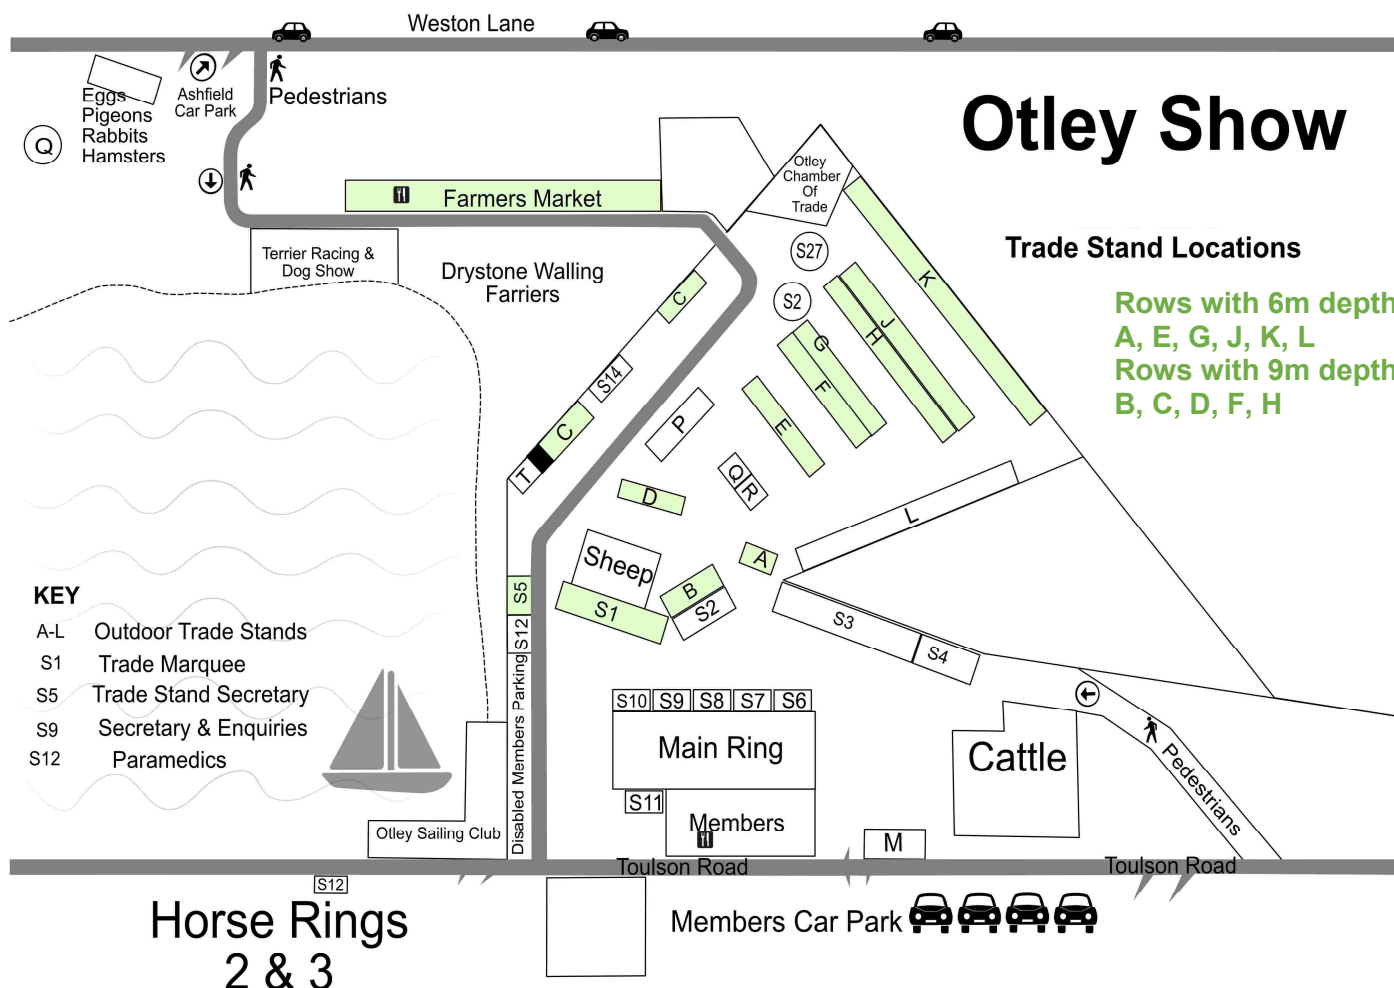 Weston Lane
Eggs
Pigeons
Rabbits
Hamsters
Q
Ashfield
Car Park
Pedestrians
Otley Show
Otley
Chamber
Of
Trade
Farmers Market
Terrier Racing &
Dog Show
Drystone Walling
Farriers
S27
S2
Trade Stand Locations
Rows with 6m depth
A, E, G, J, K, L
Rows with 9m depth
B, C, D, F, H
K
J
H
G
F
E
C
S14
C
T
P
Q
R
D
L
A
Sheep
B
S2
S1
S5
S12
S3
S4
KEY
A-L Outdoor Trade Stands
S1 Trade Marquee
S5 Trade Stand Secretary
S9 Secretary & Enquiries
S12 Paramedics
Disabled Members Parking
S10 S9 S8 S7 S6
Main Ring
S11
Members
Cattle
Pedestrians
M
Otley Sailing Club
Toulson Road
Toulson Road
S12
Horse Rings
2 & 3
Members Car Park